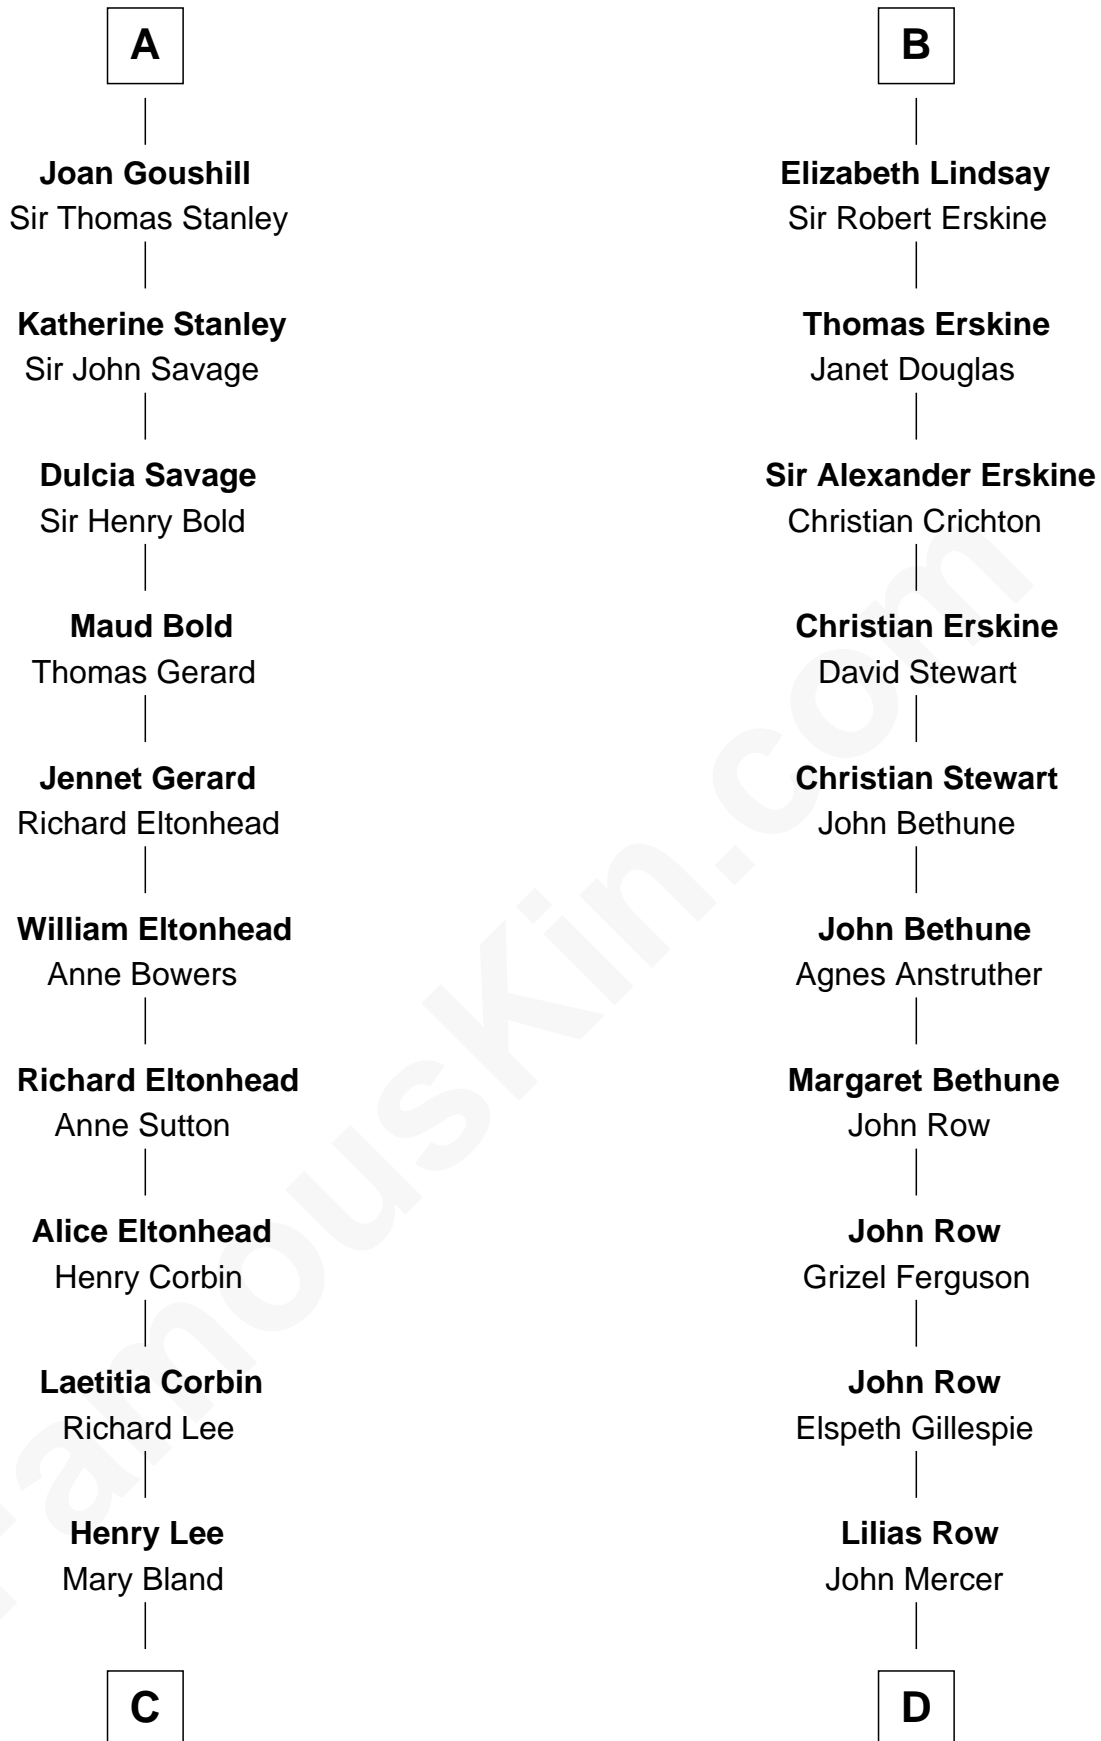 A
Joan Goushill
Sir Thomas Stanley
Katherine Stanley
Sir John Savage
Dulcia Savage
Sir Henry Bold
Maud Bold
Thomas Gerard
Jennet Gerard
Richard Eltonhead
William Eltonhead
Anne Bowers
Richard Eltonhead
Anne Sutton
Alice Eltonhead
Henry Corbin
Laetitia Corbin
Richard Lee
Henry Lee
Mary Bland
C
B
Elizabeth Lindsay
Sir Robert Erskine
Thomas Erskine
Janet Douglas
Sir Alexander Erskine
Christian Crichton
Christian Erskine
David Stewart
Christian Stewart
John Bethune
John Bethune
Agnes Anstruther
Margaret Bethune
John Row
John Row
Grizel Ferguson
John Row
Elspeth Gillespie
Lilias Row
John Mercer
D
FamousKin.com